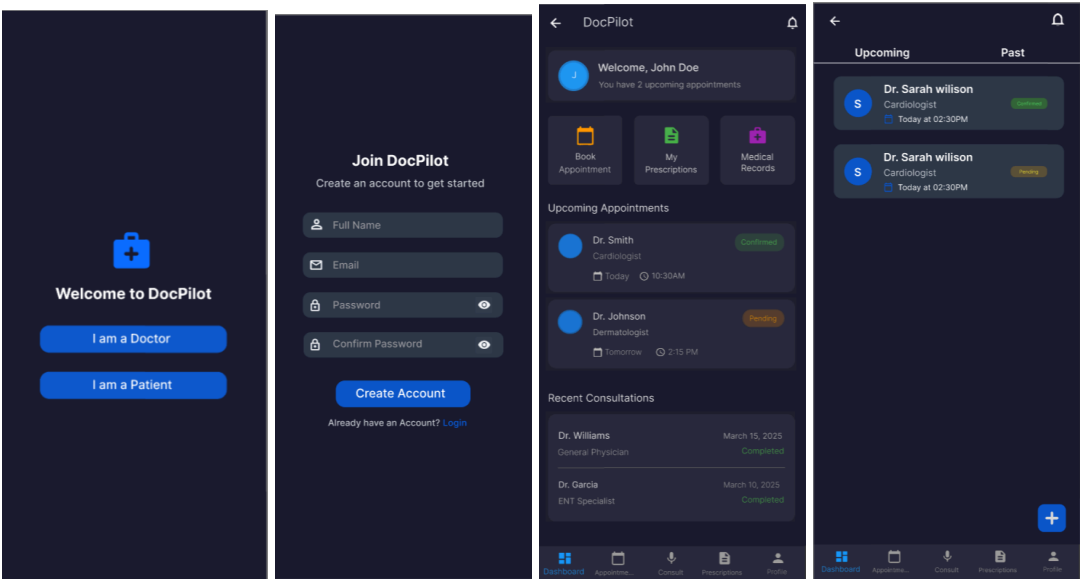 Welcome to DocPilot
I am a Doctor
I am a Patient
Join DocPilot
Create an account to get started
Full Name
Email
Password
Confirm Password
Create Account
Already have an Account? Login
DocPilot
J
Welcome, John Doe
You have 2 upcoming appointments
Book
Appointment
My
Prescriptions
Medical
Records
Upcoming Appointments
Dr. Smith
Confirmed
Cardiologist
Today 10:30AM
Dr. Johnson
Pending
Dermatologist
Tomorrow 2:15 PM
Recent Consultations
Dr. Williams March 15, 2025
General Physician Completed
Dr. Garcia March 10, 2025
ENT Specialist Completed
Dashboard Appointme... Consult Prescriptions Profile
Upcoming Past
S
Dr. Sarah wilison
Cardiologist Confirmed
Today at 02:30PM
S
Dr. Sarah wilison
Cardiologist Pending
Today at 02:30PM
Dashboard Appointme... Consult Prescriptions Profile